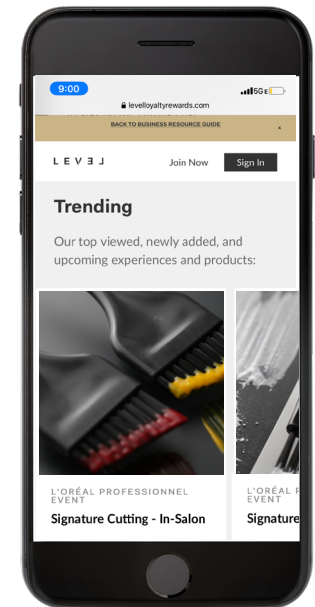 9:00
5GE
levelloyaltyrewards.com
BACK TO BUSINESS RESOURCE GUIDE
x
LEVEL
Join Now
Sign In
Trending
Our top viewed, newly added, and
upcoming experiences and products:
L'ORÉAL PROFESSIONNEL
EVENT
Signature Cutting - In-Salon
L'ORÉAL
EVENT
Signature